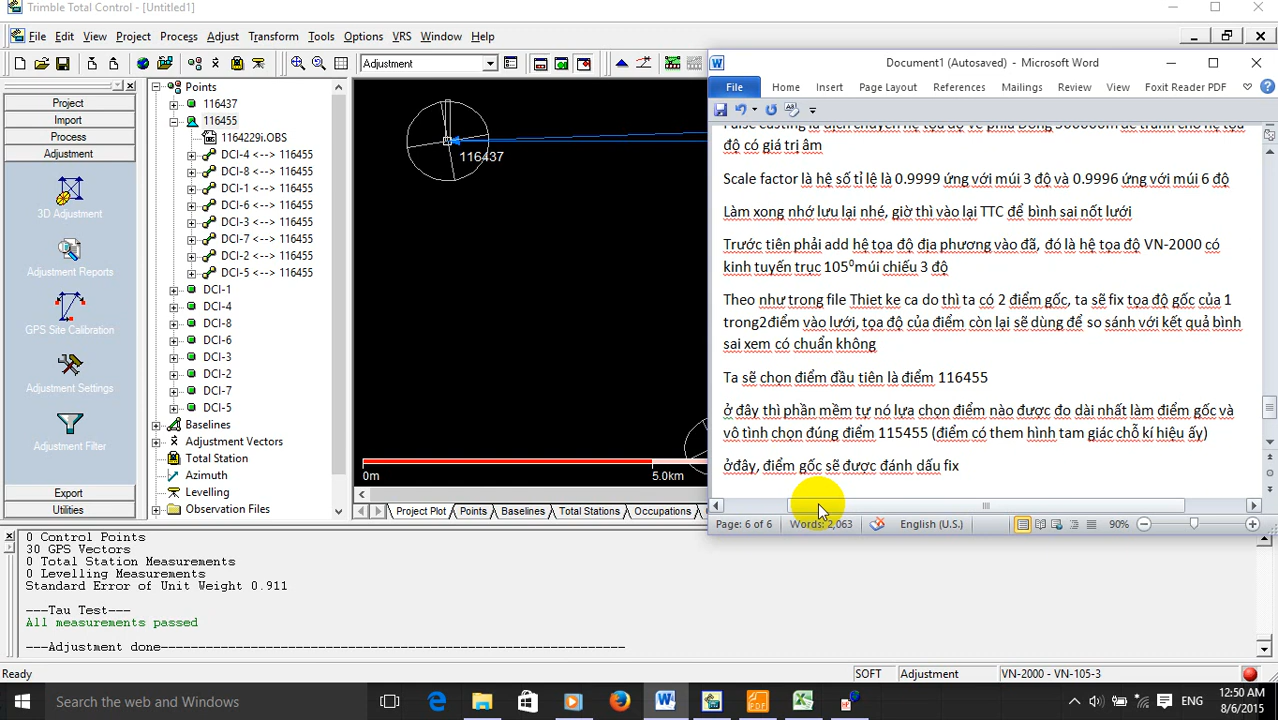 Trimble Total Control - [Untitled1]
File Edit View Project Process Adjust Transform Tools Options VRS Window Help
Adjustment
Project
Import
Process
Adjustment
3D Adjustment
Adjustment Reports
GPS Site Calibration
Adjustment Settings
Adjustment Filter
Export
Utilities
Points
116437
116455
1164229i.OBS
DCI-4 <--> 116455
DCI-8 <--> 116455
DCI-1 <--> 116455
DCI-6 <--> 116455
DCI-3 <--> 116455
DCI-7 <--> 116455
DCI-2 <--> 116455
DCI-5 <--> 116455
DCI-1
DCI-4
DCI-8
DCI-6
DCI-3
DCI-2
DCI-7
DCI-5
Baselines
Adjustment Vectors
Total Station
Azimuth
Levelling
Observation Files
116437
0m 5.0km
Project Plot Points Baselines Total Stations Occupations
Document1 (Autosaved) - Microsoft Word
File Home Insert Page Layout References Mailings Review View Foxit Reader PDF
độ có giá trị âm
Scale factor là hệ số tỉ lệ là 0.9999 ứng với múi 3 độ và 0.9996 ứng với múi 6 độ
Làm xong nhớ lưu lại nhé, giờ thì vào lại TTC để bình sai nốt lưới
Trước tiên phải add hệ tọa độ địa phương vào đã, đó là hệ tọa độ VN-2000 có
kinh tuyến trục 105⁰múi chiếu 3 độ
Theo như trong file Thiet ke ca do thì ta có 2 điểm gốc, ta sẽ fix tọa độ gốc của 1
trong2điểm vào lưới, tọa độ của điểm còn lại sẽ dùng để so sánh với kết quả bình
sai xem có chuẩn không
Ta sẽ chọn điểm đầu tiên là điểm 116455
ở đây thì phần mềm tự nó lựa chọn điểm nào được đo dài nhất làm điểm gốc và
vô tình chọn đúng điểm 115455 (điểm có them hình tam giác chỗ kí hiệu ấy)
ởđây, điểm gốc sẽ được đánh dấu fix
Page: 6 of 6 Words: 2,063 English (U.S.) 90%
0 Control Points
30 GPS Vectors
0 Total Station Measurements
0 Levelling Measurements
Standard Error of Unit Weight 0.911
---Tau Test---
All measurements passed
---Adjustment done-----------------------------------------------------------
Ready SOFT Adjustment VN-2000 - VN-105-3
Search the web and Windows
ENG
12:50 AM
8/6/2015